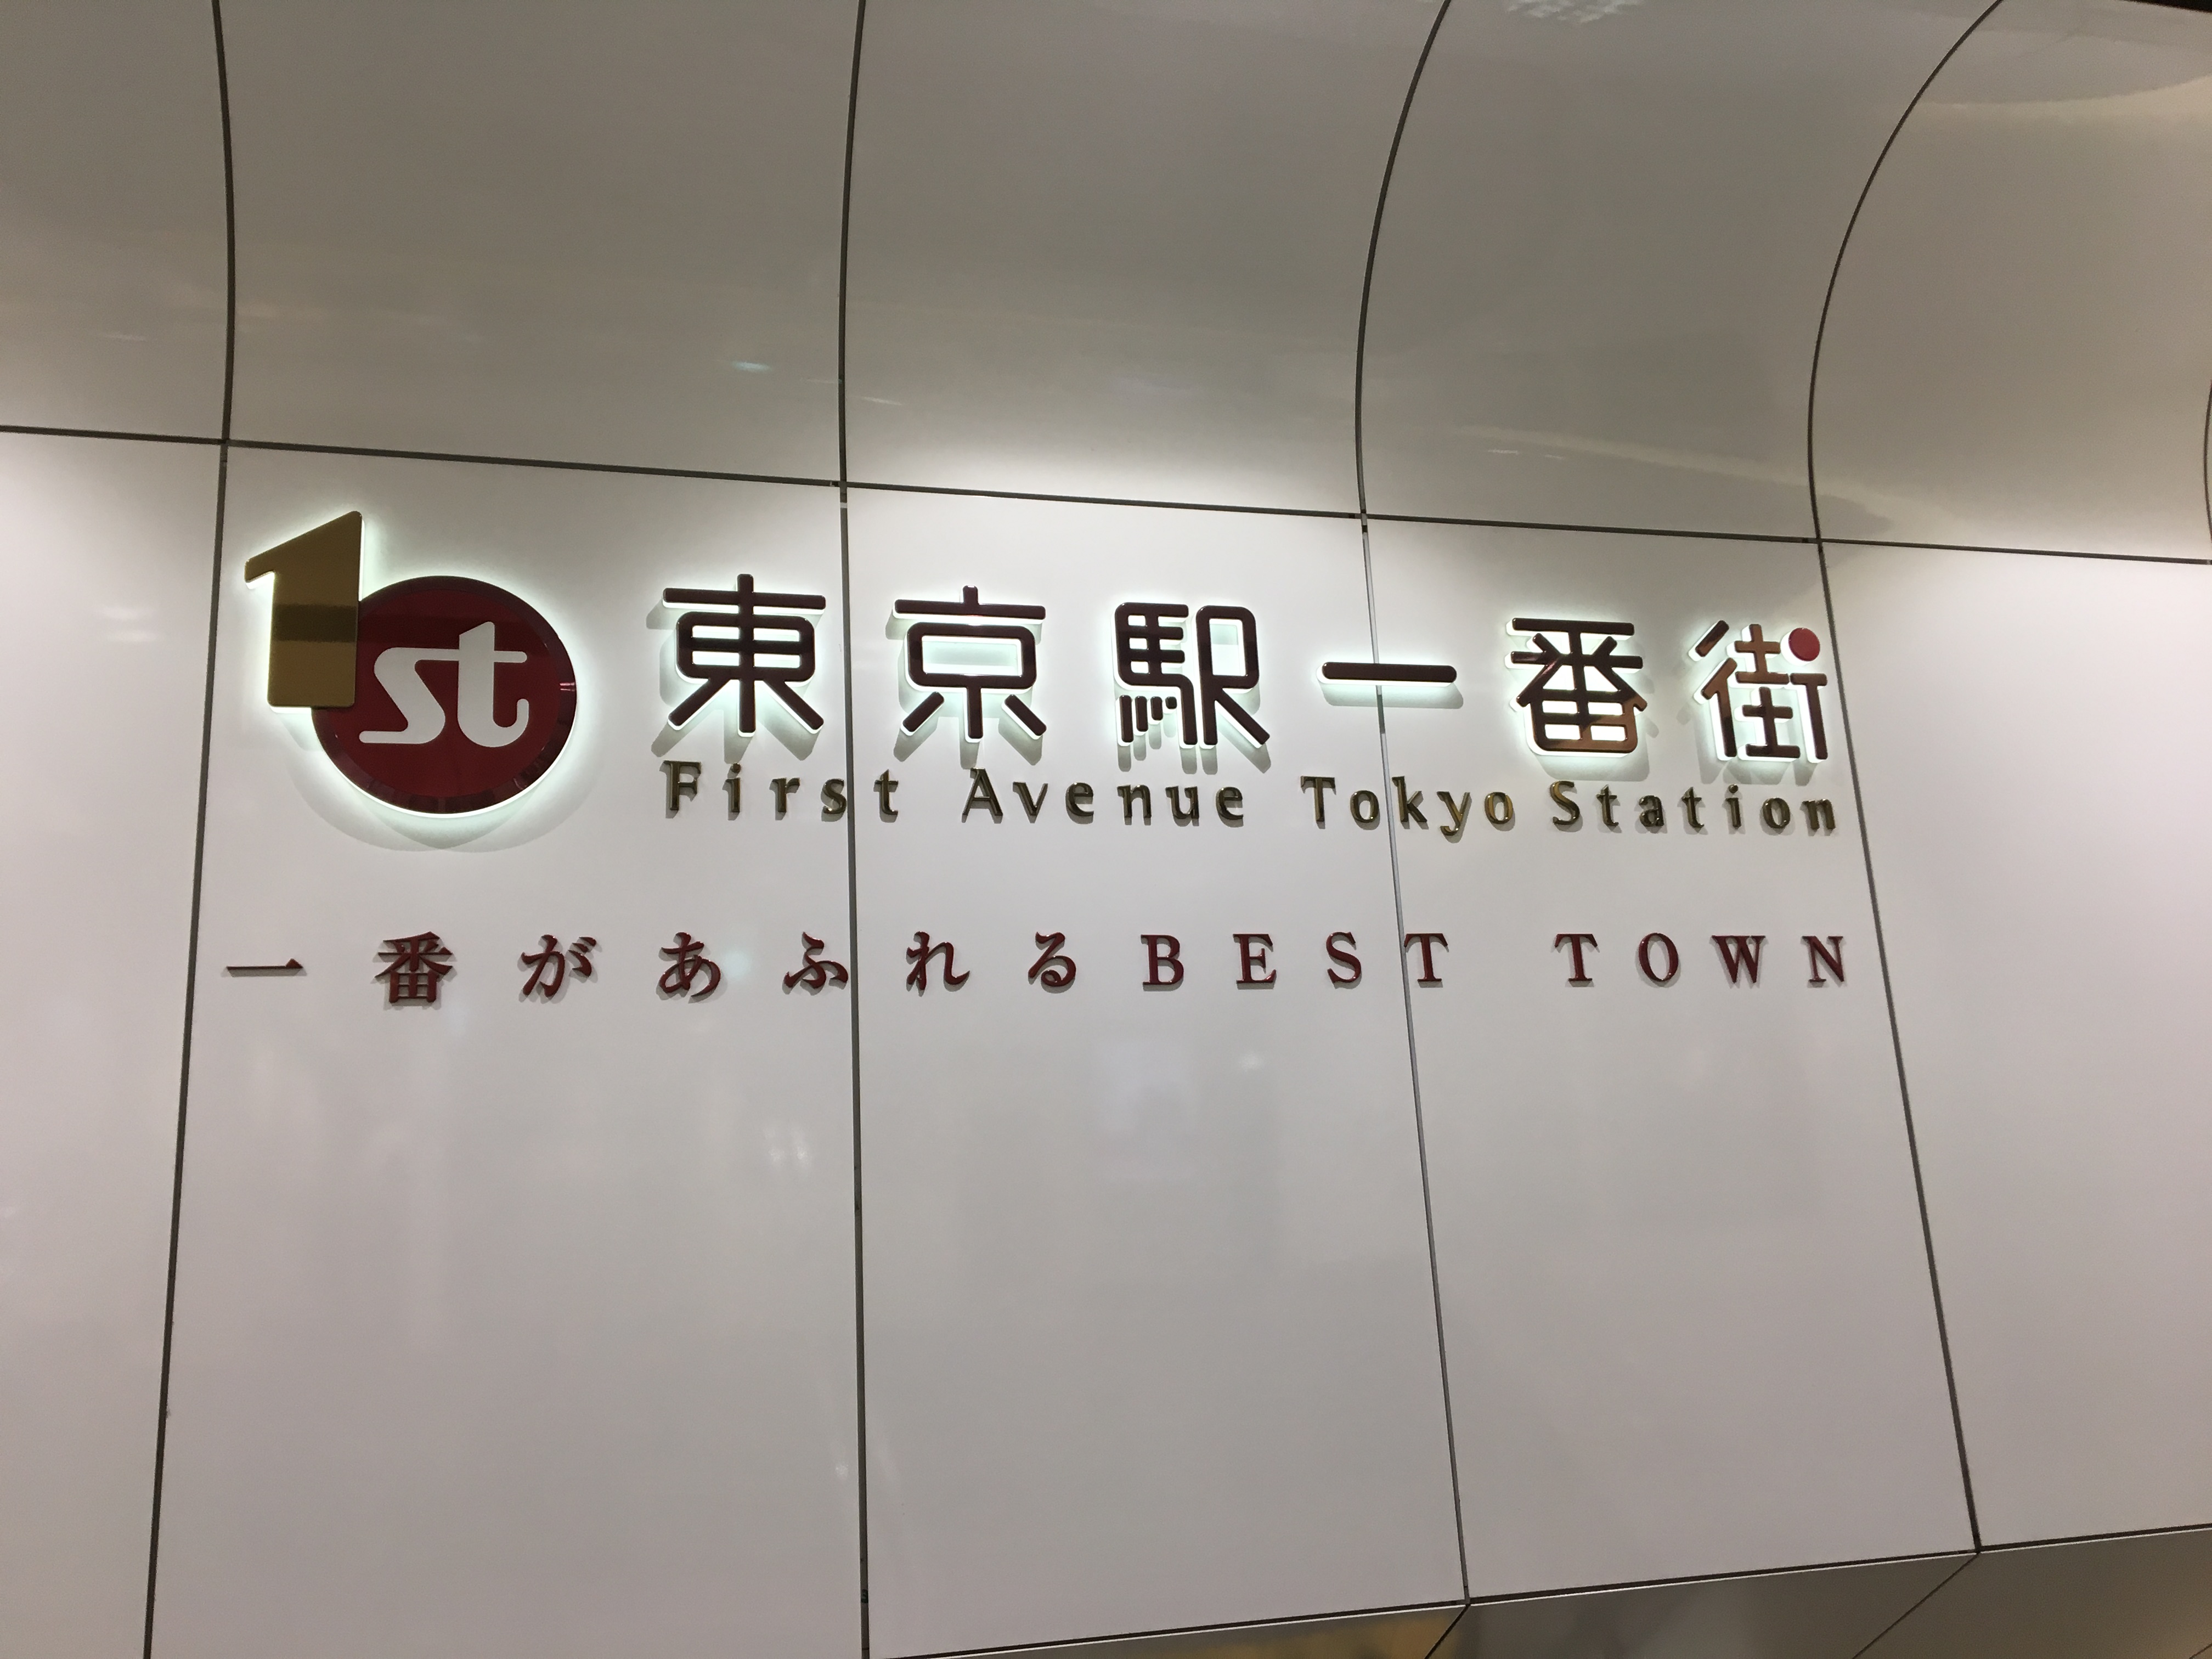 1st 東京駅一番街
First Avenue Tokyo Station
一番があふれるBEST TOWN